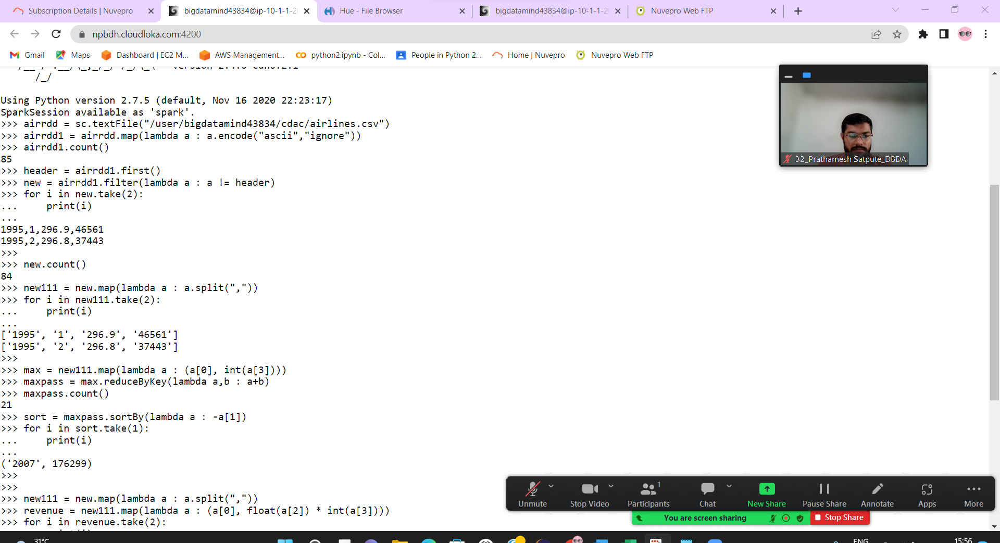 Subscription Details | Nuvepro
bigdatamind43834@ip-10-1-1-2
Hue - File Browser
bigdatamind43834@ip-10-1-1-2
Nuvepro Web FTP
npbdh.cloudloka.com:4200
Gmail
Maps
Dashboard | EC2 M...
AWS Management...
python2.ipynb - Col...
People in Python 2...
Home | Nuvepro
Nuvepro Web FTP
/_/
Using Python version 2.7.5 (default, Nov 16 2020 22:23:17)
SparkSession available as 'spark'.
>>> airrdd = sc.textFile("/user/bigdatamind43834/cdac/airlines.csv")
>>> airrdd1 = airrdd.map(lambda a : a.encode("ascii","ignore"))
>>> airrdd1.count()
85
>>> header = airrdd1.first()
>>> new = airrdd1.filter(lambda a : a != header)
>>> for i in new.take(2):
...     print(i)
...
1995,1,296.9,46561
1995,2,296.8,37443
>>>
>>> new.count()
84
>>> new111 = new.map(lambda a : a.split(","))
>>> for i in new111.take(2):
...     print(i)
...
['1995', '1', '296.9', '46561']
['1995', '2', '296.8', '37443']
>>>
>>> max = new111.map(lambda a : (a[0], int(a[3])))
>>> maxpass = max.reduceByKey(lambda a,b : a+b)
>>> maxpass.count()
21
>>> sort = maxpass.sortBy(lambda a : -a[1])
>>> for i in sort.take(1):
...     print(i)
...
('2007', 176299)
>>>
>>>
>>> new111 = new.map(lambda a : a.split(","))
>>> revenue = new111.map(lambda a : (a[0], float(a[2]) * int(a[3])))
>>> for i in revenue.take(2):
32_Prathamesh Satpute_DBDA
1
Unmute
Stop Video
Participants
Chat
New Share
Pause Share
Annotate
Apps
More
You are screen sharing
Stop Share
31°C
ENG
15:56